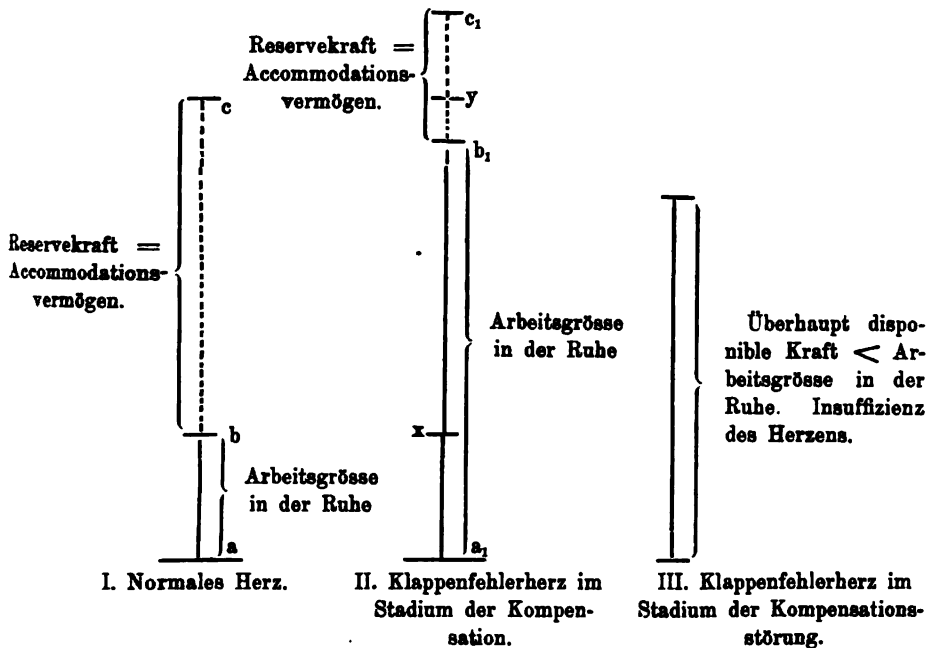 c
Reservekraft =
Accommodations-
vermögen.
b
Arbeitsgrösse
in der Ruhe
a
I. Normales Herz.
c₁
Reservekraft =
Accommodations-
vermögen.
y
b₁
Arbeitsgrösse
in der Ruhe
x
a₁
II. Klappenfehlerherz im
Stadium der Kompen-
sation.
Überhaupt dispo-
nible Kraft < Ar-
beitsgrösse in der
Ruhe. Insuffizienz
des Herzens.
III. Klappenfehlerherz im
Stadium der Kompensations-
störung.